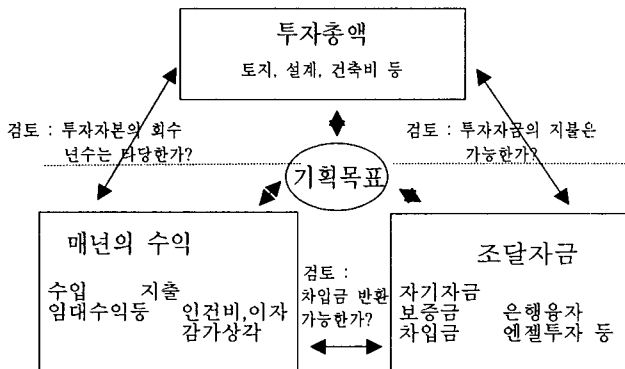 투자총액
토지, 설계, 건축비 등
검토 : 투자자본의 회수
년수는 타당한가?
검토 : 투자자금의 지불은
가능한가?
기획목표
매년의 수익
수입 지출
임대수익등 인건비,이자
감가상각
검토 :
차입금 반환
가능한가?
조달자금
자기자금
보증금 은행융자
차입금 엔젤투자 등